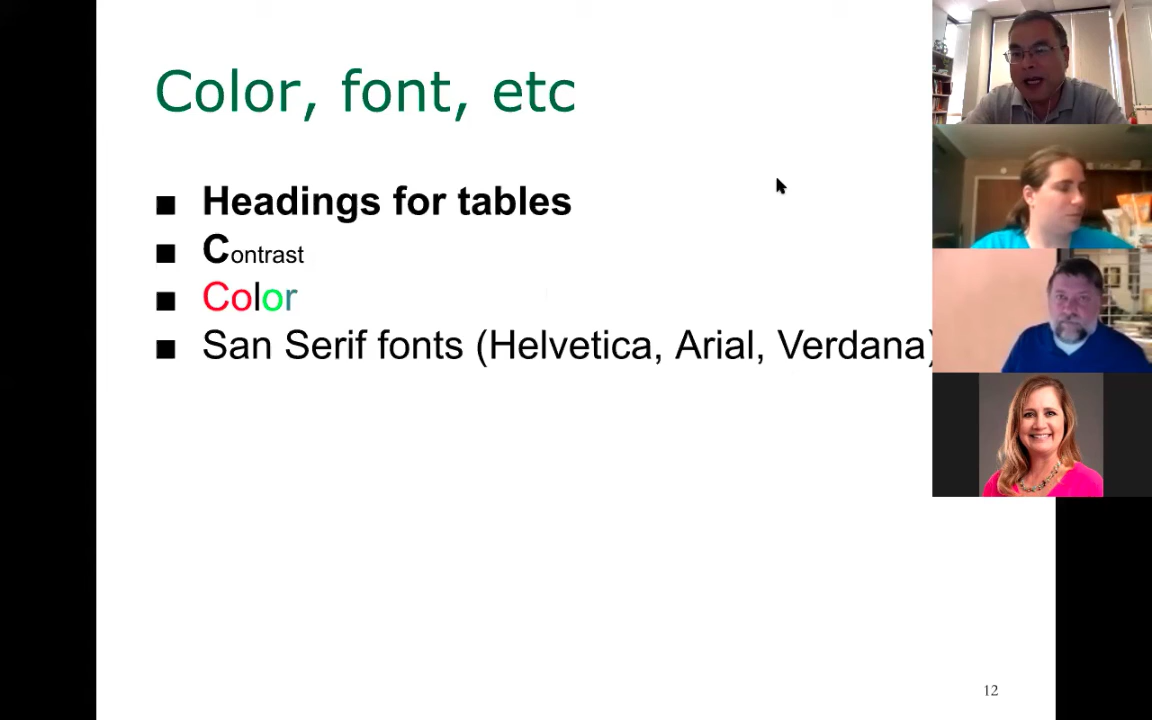 Color, font, etc
■ Headings for tables
■ Contrast
■ Color
■ San Serif fonts (Helvetica, Arial, Verdana)
12